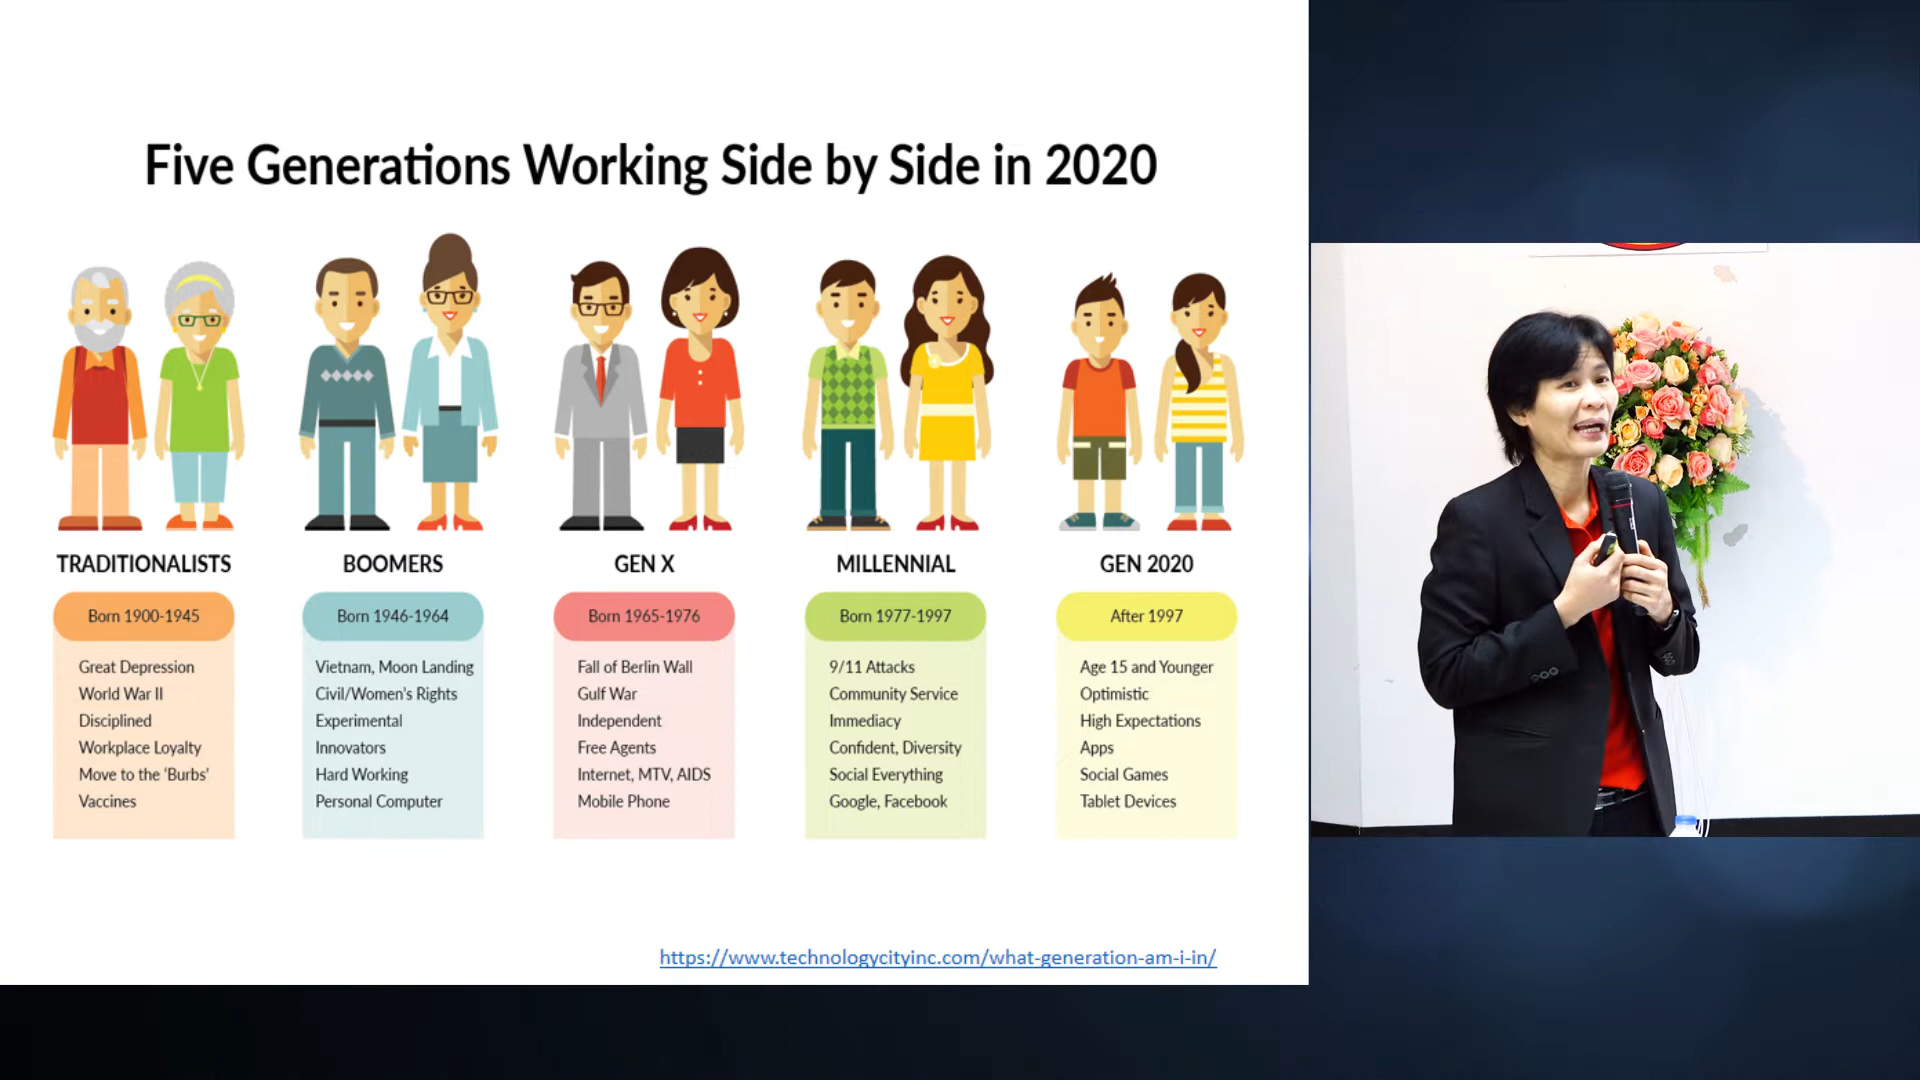 Five Generations Working Side by Side in 2020
TRADITIONALISTS
Born 1900-1945
Great Depression
World War II
Disciplined
Workplace Loyalty
Move to the ‘Burbs’
Vaccines
BOOMERS
Born 1946-1964
Vietnam, Moon Landing
Civil/Women’s Rights
Experimental
Innovators
Hard Working
Personal Computer
GEN X
Born 1965-1976
Fall of Berlin Wall
Gulf War
Independent
Free Agents
Internet, MTV, AIDS
Mobile Phone
MILLENNIAL
Born 1977-1997
9/11 Attacks
Community Service
Immediacy
Confident, Diversity
Social Everything
Google, Facebook
GEN 2020
After 1997
Age 15 and Younger
Optimistic
High Expectations
Apps
Social Games
Tablet Devices
https://www.technologycityinc.com/what-generation-am-i-in/